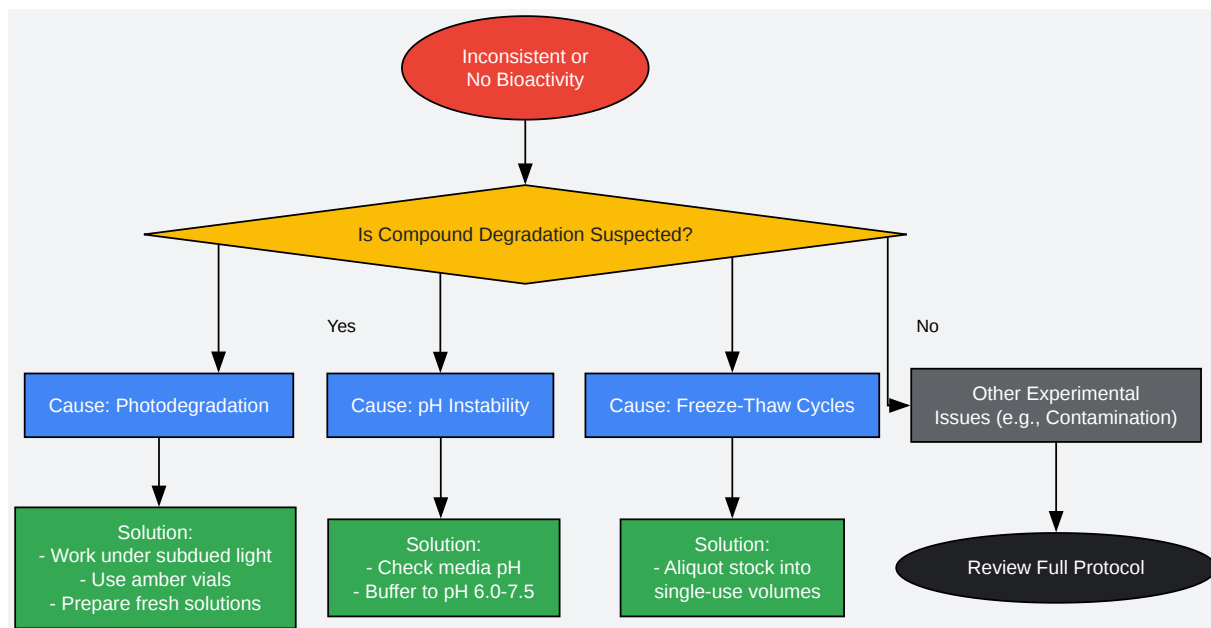 Inconsistent or
No Bioactivity
Is Compound Degradation Suspected?
Yes
No
Cause: Photodegradation
Cause: pH Instability
Cause: Freeze-Thaw Cycles
Other Experimental
Issues (e.g., Contamination)
Solution:
- Work under subdued light
- Use amber vials
- Prepare fresh solutions
Solution:
- Check media pH
- Buffer to pH 6.0-7.5
Solution:
- Aliquot stock into
single-use volumes
Review Full Protocol